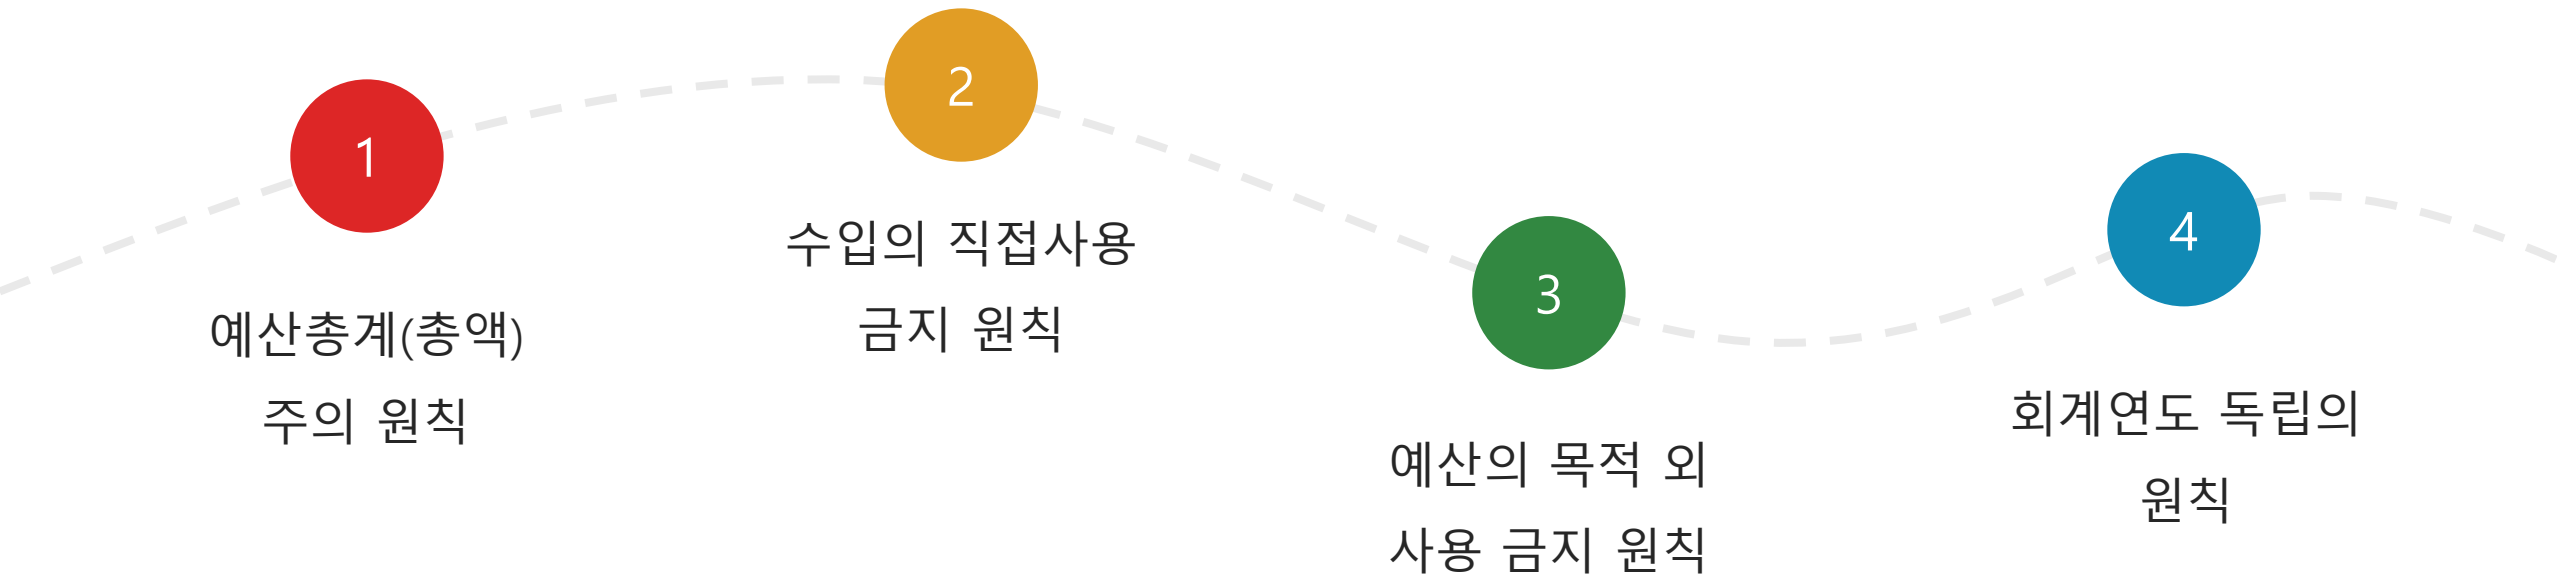 1
예산총계(총액)
주의 원칙
2
수입의 직접사용
금지 원칙
3
예산의 목적 외
사용 금지 원칙
4
회계연도 독립의
원칙